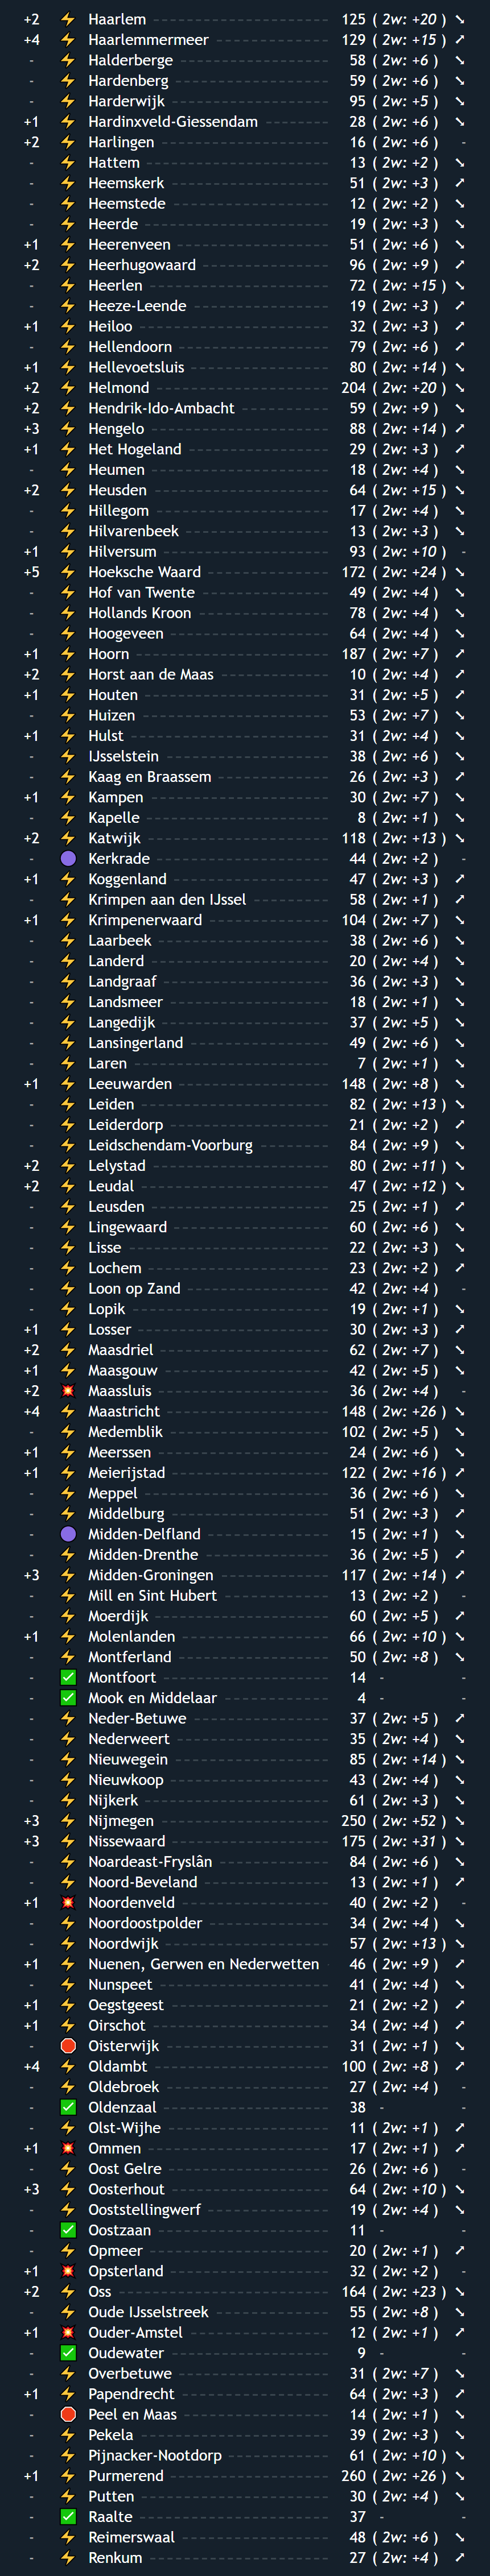 +2 ⚡ Haarlem 125 ( 2w: +20 ) ➘
+4 ⚡ Haarlemmermeer 129 ( 2w: +15 ) ➚
- ⚡ Halderberge 58 ( 2w: +6 ) ➘
- ⚡ Hardenberg 59 ( 2w: +6 ) ➘
- ⚡ Harderwijk 95 ( 2w: +5 ) ➘
+1 ⚡ Hardinxveld-Giessendam 28 ( 2w: +6 ) ➘
+2 ⚡ Harlingen 16 ( 2w: +6 ) -
- ⚡ Hattem 13 ( 2w: +2 ) ➘
- ⚡ Heemskerk 51 ( 2w: +3 ) ➚
- ⚡ Heemstede 12 ( 2w: +2 ) ➘
- ⚡ Heerde 19 ( 2w: +3 ) ➘
+1 ⚡ Heerenveen 51 ( 2w: +6 ) ➘
+2 ⚡ Heerhugowaard 96 ( 2w: +9 ) ➚
- ⚡ Heerlen 72 ( 2w: +15 ) ➘
- ⚡ Heeze-Leende 19 ( 2w: +3 ) ➚
+1 ⚡ Heiloo 32 ( 2w: +3 ) ➚
- ⚡ Hellendoorn 79 ( 2w: +6 ) ➚
+1 ⚡ Hellevoetsluis 80 ( 2w: +14 ) ➘
+2 ⚡ Helmond 204 ( 2w: +20 ) ➘
+2 ⚡ Hendrik-Ido-Ambacht 59 ( 2w: +9 ) ➘
+3 ⚡ Hengelo 88 ( 2w: +14 ) ➚
+1 ⚡ Het Hogeland 29 ( 2w: +3 ) ➚
- ⚡ Heumen 18 ( 2w: +4 ) ➘
+2 ⚡ Heusden 64 ( 2w: +15 ) ➘
- ⚡ Hillegom 17 ( 2w: +4 ) ➘
- ⚡ Hilvarenbeek 13 ( 2w: +3 ) ➘
+1 ⚡ Hilversum 93 ( 2w: +10 ) -
+5 ⚡ Hoeksche Waard 172 ( 2w: +24 ) ➘
- ⚡ Hof van Twente 49 ( 2w: +4 ) ➘
- ⚡ Hollands Kroon 78 ( 2w: +4 ) ➘
- ⚡ Hoogeveen 64 ( 2w: +4 ) ➘
+1 ⚡ Hoorn 187 ( 2w: +7 ) ➚
+2 ⚡ Horst aan de Maas 10 ( 2w: +4 ) ➚
+1 ⚡ Houten 31 ( 2w: +5 ) ➚
- ⚡ Huizen 53 ( 2w: +7 ) ➘
+1 ⚡ Hulst 31 ( 2w: +4 ) ➘
- ⚡ IJsselstein 38 ( 2w: +6 ) ➘
- ⚡ Kaag en Braassem 26 ( 2w: +3 ) ➚
+1 ⚡ Kampen 30 ( 2w: +7 ) ➘
- ⚡ Kapelle 8 ( 2w: +1 ) ➘
+2 ⚡ Katwijk 118 ( 2w: +13 ) ➘
- 🟣 Kerkrade 44 ( 2w: +2 ) -
+1 ⚡ Koggenland 47 ( 2w: +3 ) ➚
- ⚡ Krimpen aan den IJssel 58 ( 2w: +1 ) ➚
+1 ⚡ Krimpenerwaard 104 ( 2w: +7 ) ➘
- ⚡ Laarbeek 38 ( 2w: +6 ) ➘
- ⚡ Landerd 20 ( 2w: +4 ) ➘
- ⚡ Landgraaf 36 ( 2w: +3 ) ➘
- ⚡ Landsmeer 18 ( 2w: +1 ) ➘
- ⚡ Langedijk 37 ( 2w: +5 ) ➘
- ⚡ Lansingerland 49 ( 2w: +6 ) ➘
- ⚡ Laren 7 ( 2w: +1 ) ➘
+1 ⚡ Leeuwarden 148 ( 2w: +8 ) ➘
- ⚡ Leiden 82 ( 2w: +13 ) ➘
- ⚡ Leiderdorp 21 ( 2w: +2 ) ➚
- ⚡ Leidschendam-Voorburg 84 ( 2w: +9 ) ➘
+2 ⚡ Lelystad 80 ( 2w: +11 ) ➘
+2 ⚡ Leudal 47 ( 2w: +12 ) ➘
- ⚡ Leusden 25 ( 2w: +1 ) ➚
- ⚡ Lingewaard 60 ( 2w: +6 ) ➘
- ⚡ Lisse 22 ( 2w: +3 ) ➘
- ⚡ Lochem 23 ( 2w: +2 ) ➚
- ⚡ Loon op Zand 42 ( 2w: +4 ) -
- ⚡ Lopik 19 ( 2w: +1 ) ➘
+1 ⚡ Losser 30 ( 2w: +3 ) ➚
+2 ⚡ Maasdriel 62 ( 2w: +7 ) ➘
+1 ⚡ Maasgouw 42 ( 2w: +5 ) ➘
+2 💥 Maassluis 36 ( 2w: +4 ) -
+4 ⚡ Maastricht 148 ( 2w: +26 ) ➘
- ⚡ Medemblik 102 ( 2w: +5 ) ➘
+1 ⚡ Meerssen 24 ( 2w: +6 ) ➘
+1 ⚡ Meierijstad 122 ( 2w: +16 ) ➚
- ⚡ Meppel 36 ( 2w: +6 ) ➘
- ⚡ Middelburg 51 ( 2w: +3 ) ➚
- 🟣 Midden-Delfland 15 ( 2w: +1 ) ➘
- ⚡ Midden-Drenthe 36 ( 2w: +5 ) ➚
+3 ⚡ Midden-Groningen 117 ( 2w: +14 ) ➚
- ⚡ Mill en Sint Hubert 13 ( 2w: +2 ) -
- ⚡ Moerdijk 60 ( 2w: +5 ) ➚
+1 ⚡ Molenlanden 66 ( 2w: +10 ) ➘
- ⚡ Montferland 50 ( 2w: +8 ) ➘
- ✅ Montfoort 14 - -
- ✅ Mook en Middelaar 4 - -
- ⚡ Neder-Betuwe 37 ( 2w: +5 ) ➚
- ⚡ Nederweert 35 ( 2w: +4 ) ➘
- ⚡ Nieuwegein 85 ( 2w: +14 ) ➘
- ⚡ Nieuwkoop 43 ( 2w: +4 ) ➘
- ⚡ Nijkerk 61 ( 2w: +3 ) ➘
+3 ⚡ Nijmegen 250 ( 2w: +52 ) ➘
+3 ⚡ Nissewaard 175 ( 2w: +31 ) ➘
- ⚡ Noardeast-Fryslân 84 ( 2w: +6 ) ➘
- ⚡ Noord-Beveland 13 ( 2w: +1 ) ➚
+1 💥 Noordenveld 40 ( 2w: +2 ) -
- ⚡ Noordoostpolder 34 ( 2w: +4 ) ➘
- ⚡ Noordwijk 57 ( 2w: +13 ) ➘
+1 ⚡ Nuenen, Gerwen en Nederwetten 46 ( 2w: +9 ) ➚
- ⚡ Nunspeet 41 ( 2w: +4 ) ➘
+1 ⚡ Oegstgeest 21 ( 2w: +2 ) ➚
+1 ⚡ Oirschot 34 ( 2w: +4 ) ➚
- 🛑 Oisterwijk 31 ( 2w: +1 ) ➘
+4 ⚡ Oldambt 100 ( 2w: +8 ) ➚
- ⚡ Oldebroek 27 ( 2w: +4 ) -
- ✅ Oldenzaal 38 - -
- ⚡ Olst-Wijhe 11 ( 2w: +1 ) ➚
+1 💥 Ommen 17 ( 2w: +1 ) ➚
- ⚡ Oost Gelre 26 ( 2w: +6 ) -
+3 ⚡ Oosterhout 64 ( 2w: +10 ) ➘
- ⚡ Ooststellingwerf 19 ( 2w: +4 ) ➘
- ✅ Oostzaan 11 - -
- ⚡ Opmeer 20 ( 2w: +1 ) ➚
+1 💥 Opsterland 32 ( 2w: +2 ) -
+2 ⚡ Oss 164 ( 2w: +23 ) ➘
- ⚡ Oude IJsselstreek 55 ( 2w: +8 ) ➘
+1 💥 Ouder-Amstel 12 ( 2w: +1 ) ➚
- ✅ Oudewater 9 - -
- ⚡ Overbetuwe 31 ( 2w: +7 ) ➘
+1 ⚡ Papendrecht 64 ( 2w: +3 ) ➚
- 🛑 Peel en Maas 14 ( 2w: +1 ) ➘
- ⚡ Pekela 39 ( 2w: +3 ) ➘
- ⚡ Pijnacker-Nootdorp 61 ( 2w: +10 ) ➘
+1 ⚡ Purmerend 260 ( 2w: +26 ) ➘
- ⚡ Putten 30 ( 2w: +4 ) ➘
- ✅ Raalte 37 - -
- ⚡ Reimerswaal 48 ( 2w: +6 ) ➘
- ⚡ Renkum 27 ( 2w: +4 ) ➚